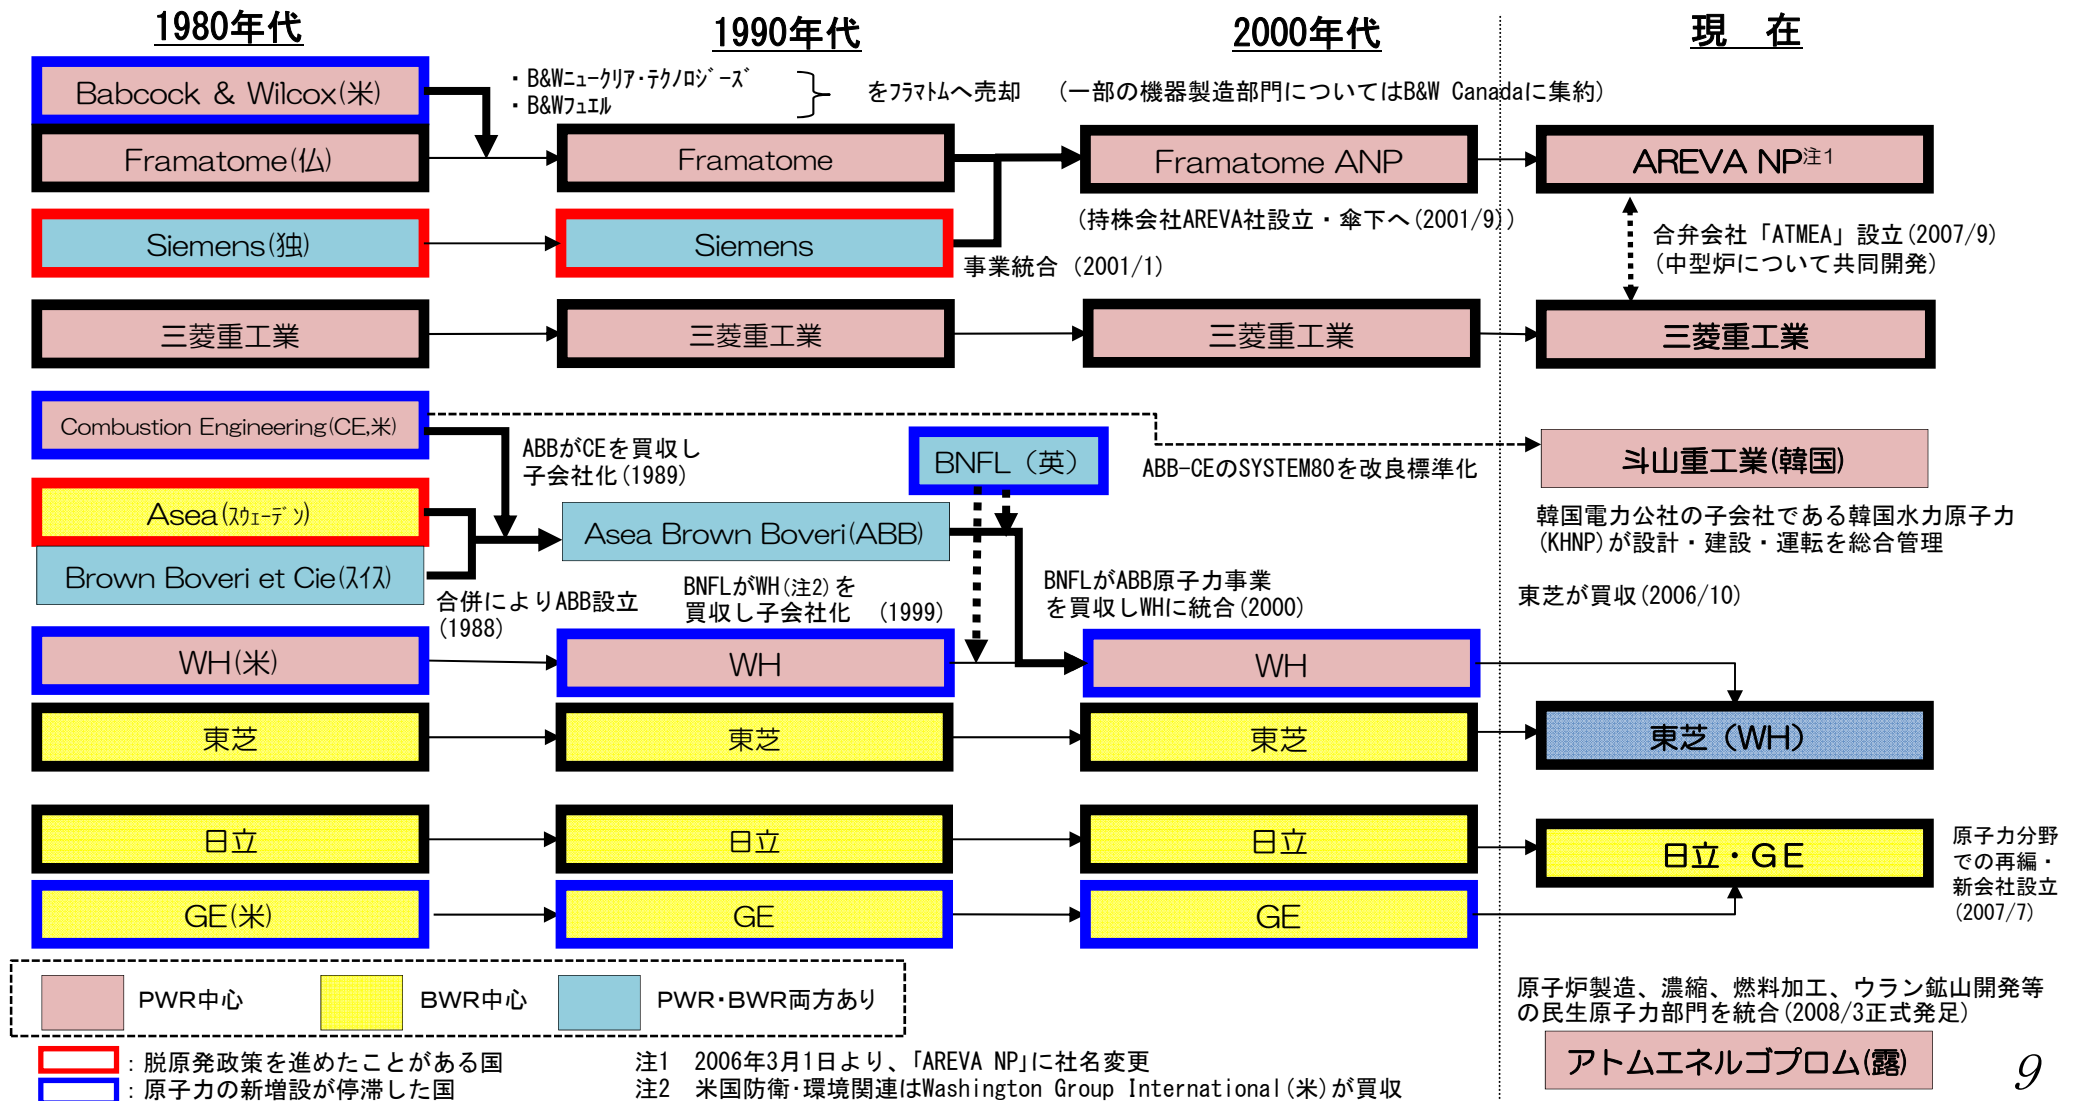 1980年代
1990年代
2000年代
現　在
Babcock & Wilcox(米)
・B&Wニュークリア・テクノロジーズ
・B&Wフュエル
をフラマトムへ売却　(一部の機器製造部門についてはB&W Canadaに集約)
Framatome(仏)
Framatome
Framatome ANP
AREVA NP注1
(持株会社AREVA社設立・傘下へ(2001/9))
Siemens(独)
Siemens
事業統合 (2001/1)
合弁会社「ATMEA」設立(2007/9)
(中型炉について共同開発)
三菱重工業
三菱重工業
三菱重工業
三菱重工業
Combustion Engineering(CE,米)
ABBがCEを買収し
子会社化(1989)
BNFL（英）
ABB-CEのSYSTEM80を改良標準化
斗山重工業(韓国)
Asea(スウェーデン)
Asea Brown Boveri(ABB)
韓国電力公社の子会社である韓国水力原子力
(KHNP)が設計・建設・運転を総合管理
Brown Boveri et Cie(スイス)
合併によりABB設立
(1988)
BNFLがWH(注2)を
買収し子会社化　(1999)
BNFLがABB原子力事業
を買収しWHに統合(2000)
東芝が買収(2006/10)
WH(米)
WH
WH
東芝
東芝
東芝
東芝（WH）
日立
日立
日立
日立・GE
原子力分野
での再編・
新会社設立
(2007/7)
GE(米)
GE
GE
PWR中心
BWR中心
PWR・BWR両方あり
原子炉製造、濃縮、燃料加工、ウラン鉱山開発等
の民生原子力部門を統合(2008/3正式発足)
アトムエネルゴプロム(露)
：脱原発政策を進めたことがある国
：原子力の新増設が停滞した国
注1　2006年3月1日より、「AREVA NP」に社名変更
注2　米国防衛・環境関連はWashington Group International(米)が買収
9